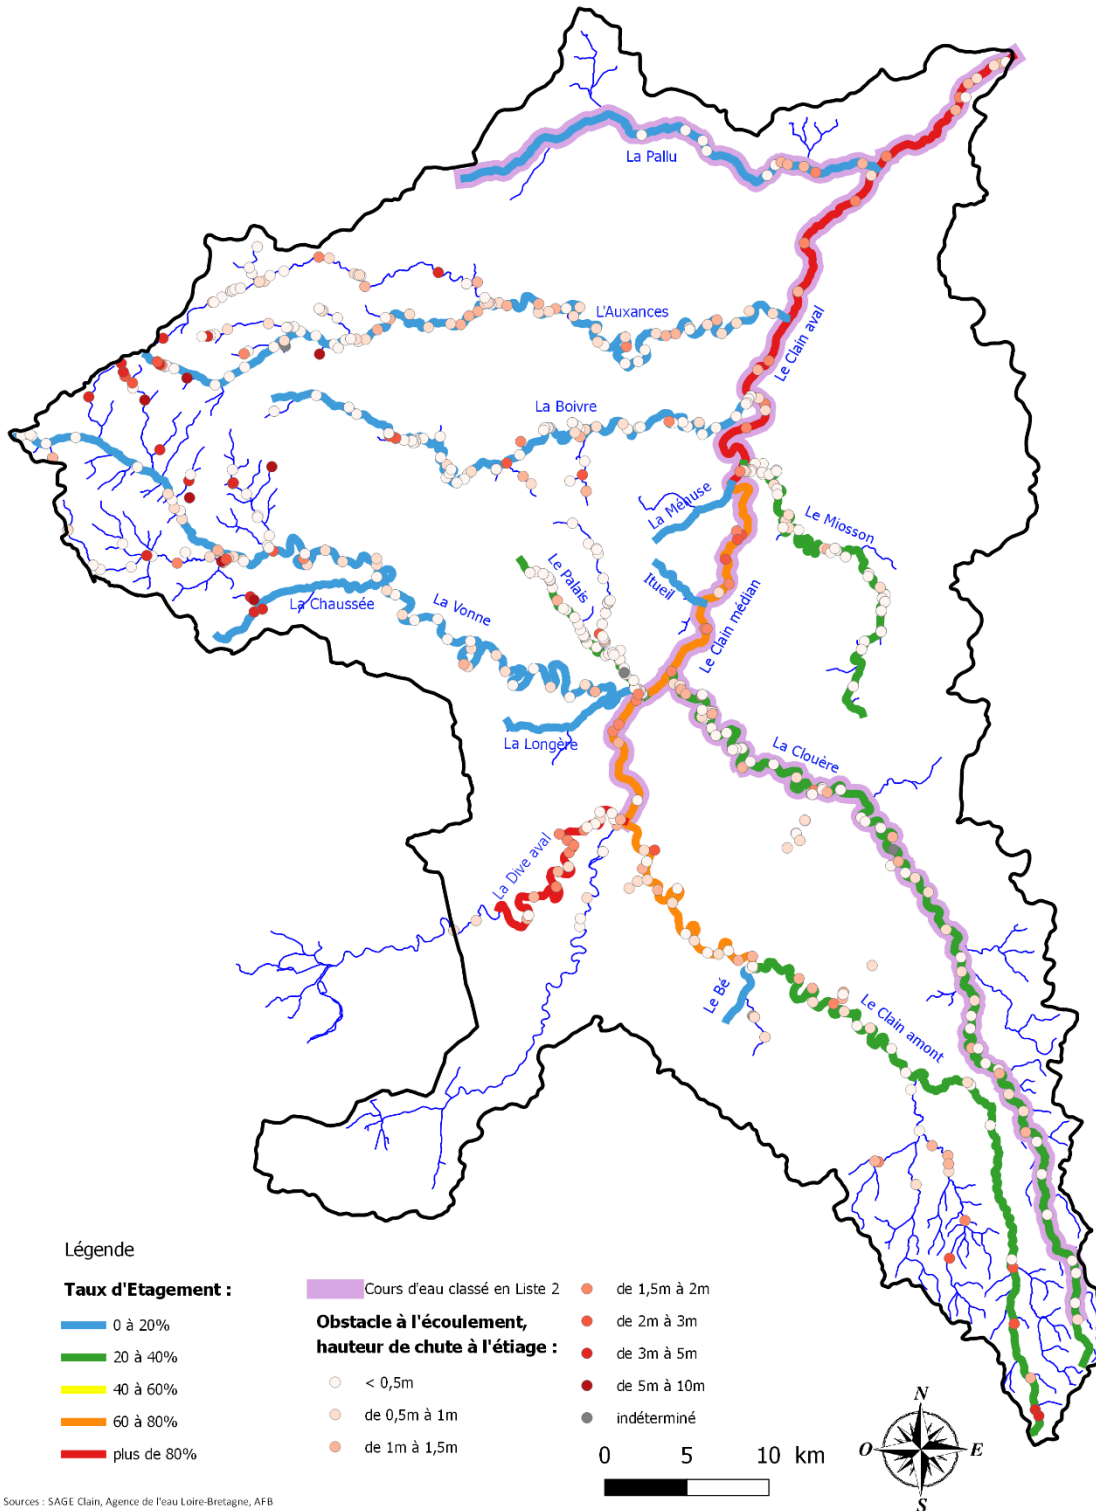 La Pallu
L'Auxances
Le Clain aval
La Boivre
La Ménuse
Le Miosson
Le Palais
Itueil
La Chaussée
La Vonne
Le Clain médian
La Longère
La Clouère
La Dive aval
Le Bé
Le Clain amont
Légende
Taux d'Etagement :
0 à 20%
20 à 40%
40 à 60%
60 à 80%
plus de 80%
Cours d'eau classé en Liste 2
Obstacle à l'écoulement,
hauteur de chute à l'étiage :
< 0,5m
de 0,5m à 1m
de 1m à 1,5m
de 1,5m à 2m
de 2m à 3m
de 3m à 5m
de 5m à 10m
indéterminé
N
O
E
S
0 5 10 km
Sources : SAGE Clain, Agence de l'eau Loire-Bretagne, AFB